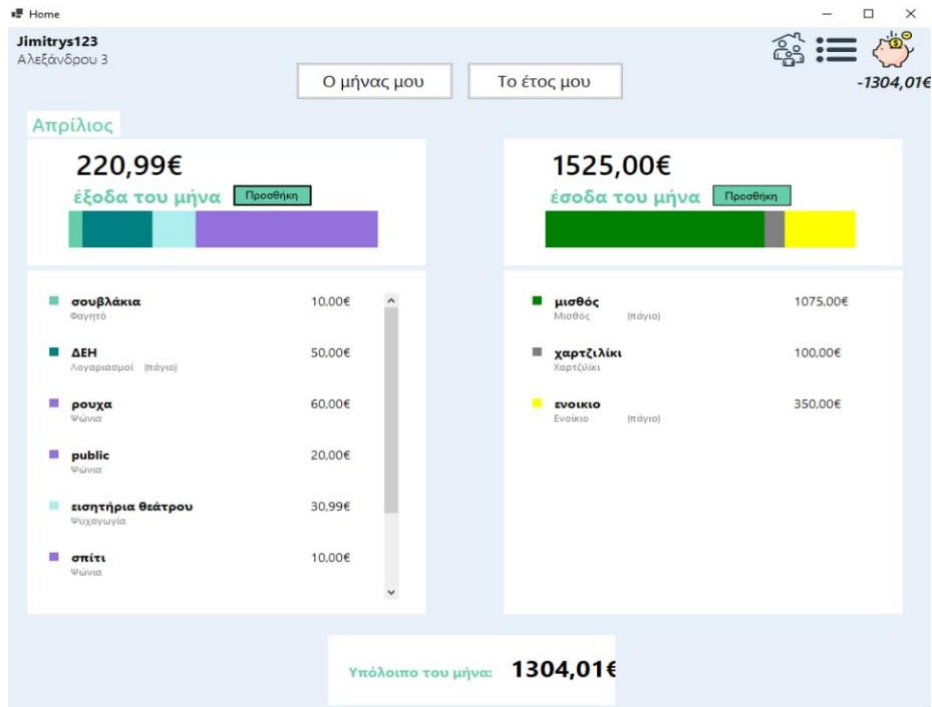 Home
Jimitrys123
Αλεξάνδρου 3
Ο μήνας μου
Το έτος μου
-1304,01€
Απρίλιος
220,99€
έξοδα του μήνα
Προσθήκη
1525,00€
έσοδα του μήνα
Προσθήκη
σουβλάκια 10,00€
Φαγητό
ΔΕΗ 50,00€
Λογαριασμοί (πάγιο)
ρουχα 60,00€
Ψώνια
public 20,00€
Ψώνια
εισητήρια θεάτρου 30,99€
Ψυχαγωγία
σπίτι 10,00€
Ψώνια
μισθός 1075,00€
Μισθός (πάγιο)
χαρτζιλίκι 100,00€
Χαρτζιλίκι
ενοικιο 350,00€
Ενοίκιο (πάγιο)
Υπόλοιπο του μήνα: 1304,01€